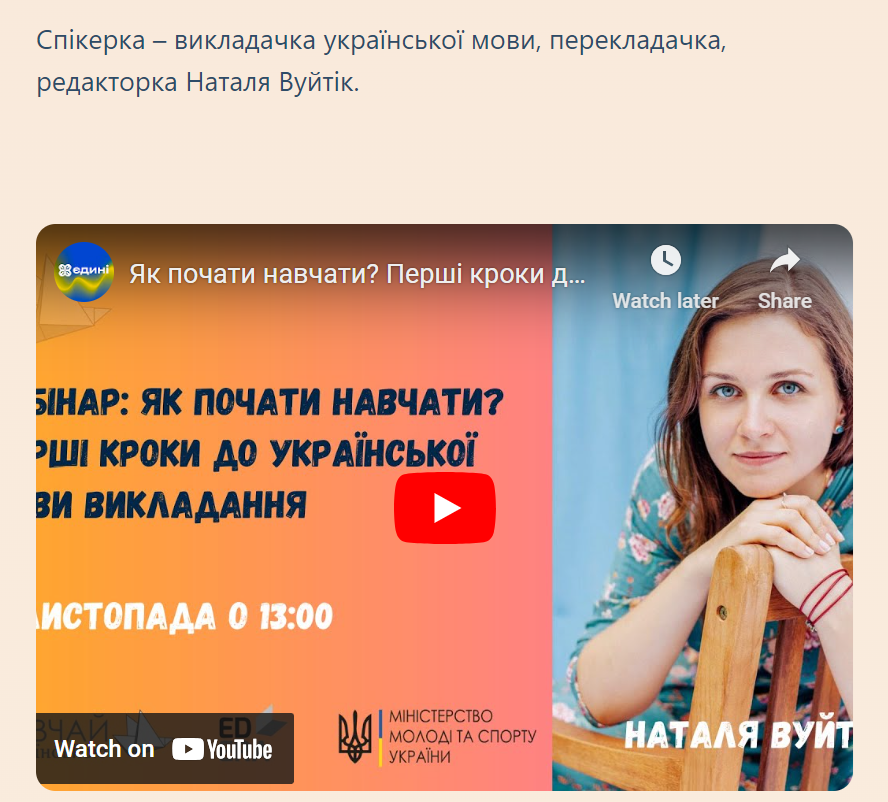 Спікерка – викладачка української мови, перекладачка,
редакторка Наталя Вуйтік.
єдині
Як почати навчати? Перші кроки д...
Watch later
Share
БІНАР: ЯК ПОЧАТИ НАВЧАТИ?
РШІ КРОКИ ДО УКРАЇНСЬКОЇ
ВИ ВИКЛАДАННЯ
ЛИСТОПАДА О 13:00
ВЧАЙ
ED
МІНІСТЕРСТВО
МОЛОДІ ТА СПОРТУ
УКРАЇНИ
Watch on YouTube
НАТАЛЯ ВУЙТ